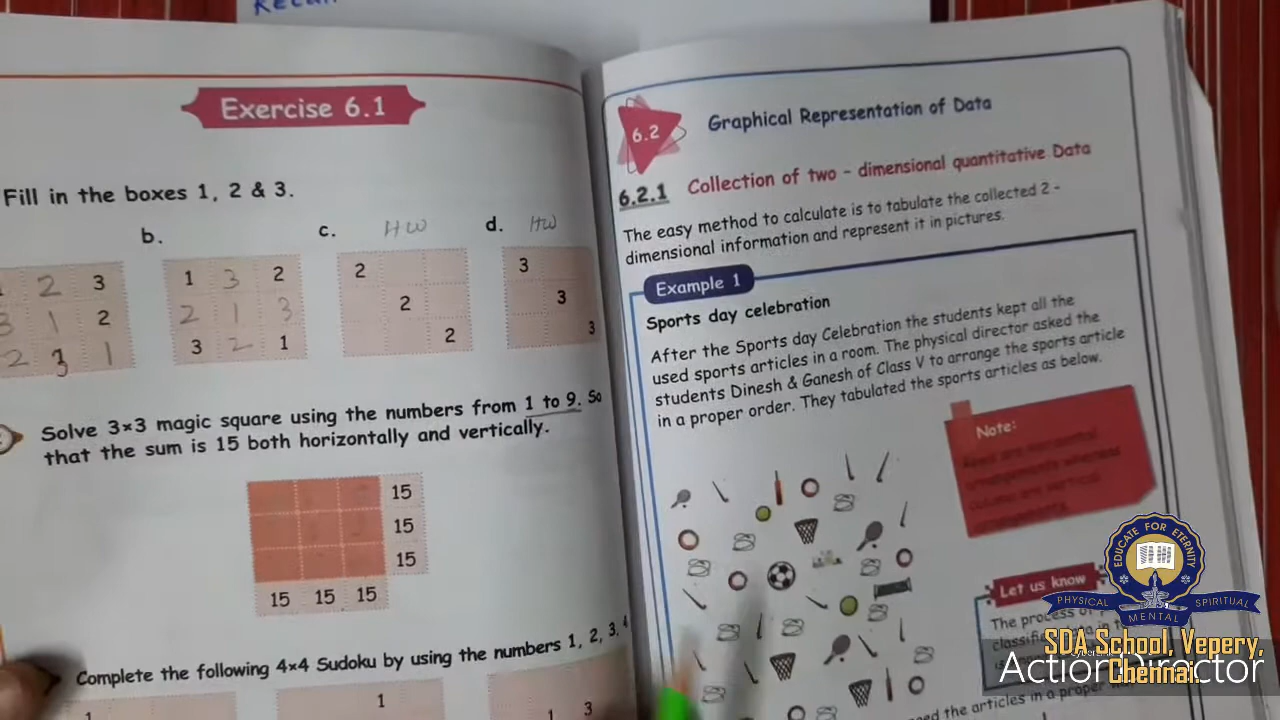 Exercise 6.1
Fill in the boxes 1, 2 & 3.
b.
c. HW
d. HW
2 3
3 1 2
2 3 1
1 3 2
2 1 3
3 2 1
2
2
2
3
3
3
Solve 3×3 magic square using the numbers from 1 to 9. So
that the sum is 15 both horizontally and vertically.
15
15
15
15 15 15
Complete the following 4×4 Sudoku by using the numbers 1, 2, 3, 4
1
1
1 3
6.2 Graphical Representation of Data
6.2.1 Collection of two - dimensional quantitative Data
The easy method to calculate is to tabulate the collected 2 -
dimensional information and represent it in pictures.
Example 1
Sports day celebration
After the Sports day Celebration the students kept all the
used sports articles in a room. The physical director asked the
students Dinesh & Ganesh of Class V to arrange the sports article
in a proper order. They tabulated the sports articles as below.
Note:
Let us know
The process of
the articles in a proper
EDUCATE FOR ETERNITY
PHYSICAL MENTAL SPIRITUAL
SDA School, Vepery,
Chennai.
ActionDirector